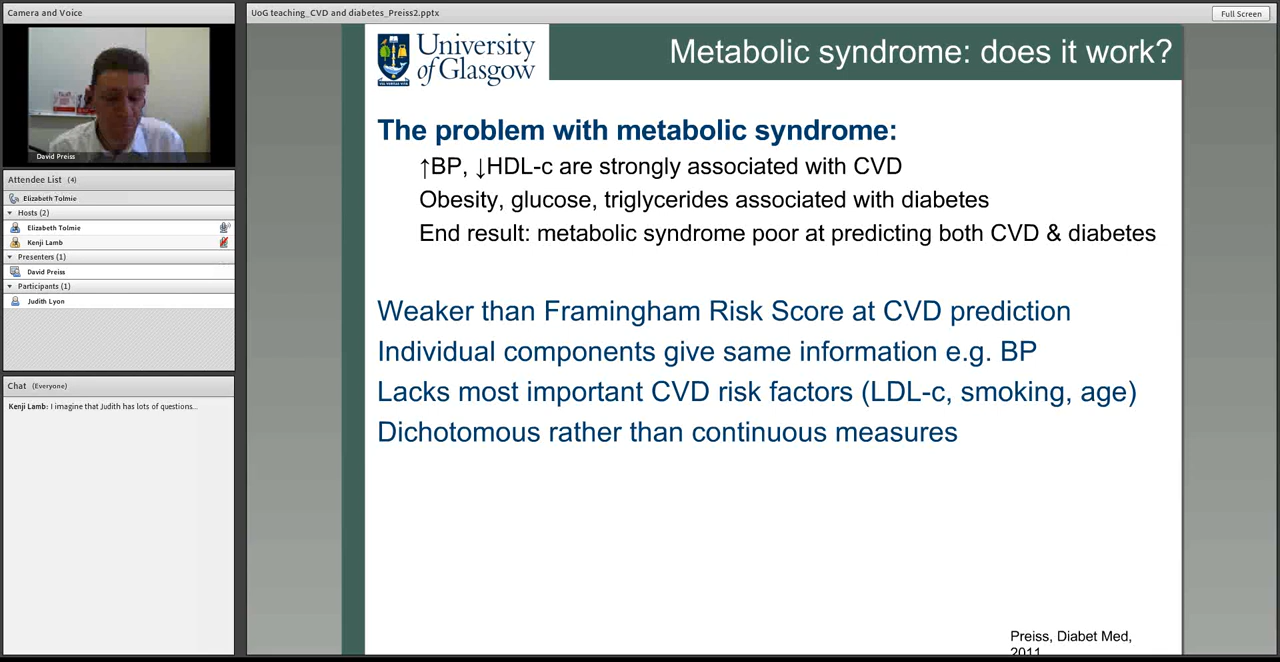 Camera and Voice
David Preiss
Attendee List (4)
Elizabeth Tolmie
Hosts (2)
Elizabeth Tolmie
Kenji Lamb
Presenters (1)
David Preiss
Participants (1)
Judith Lyon
Chat (Everyone)
Kenji Lamb: I imagine that Judith has lots of questions...
UoG teaching_CVD and diabetes_Preiss2.pptx
Full Screen
University
of Glasgow
Metabolic syndrome: does it work?
The problem with metabolic syndrome:
↑BP, ↓HDL-c are strongly associated with CVD
Obesity, glucose, triglycerides associated with diabetes
End result: metabolic syndrome poor at predicting both CVD & diabetes
Weaker than Framingham Risk Score at CVD prediction
Individual components give same information e.g. BP
Lacks most important CVD risk factors (LDL-c, smoking, age)
Dichotomous rather than continuous measures
Preiss, Diabet Med,
2011